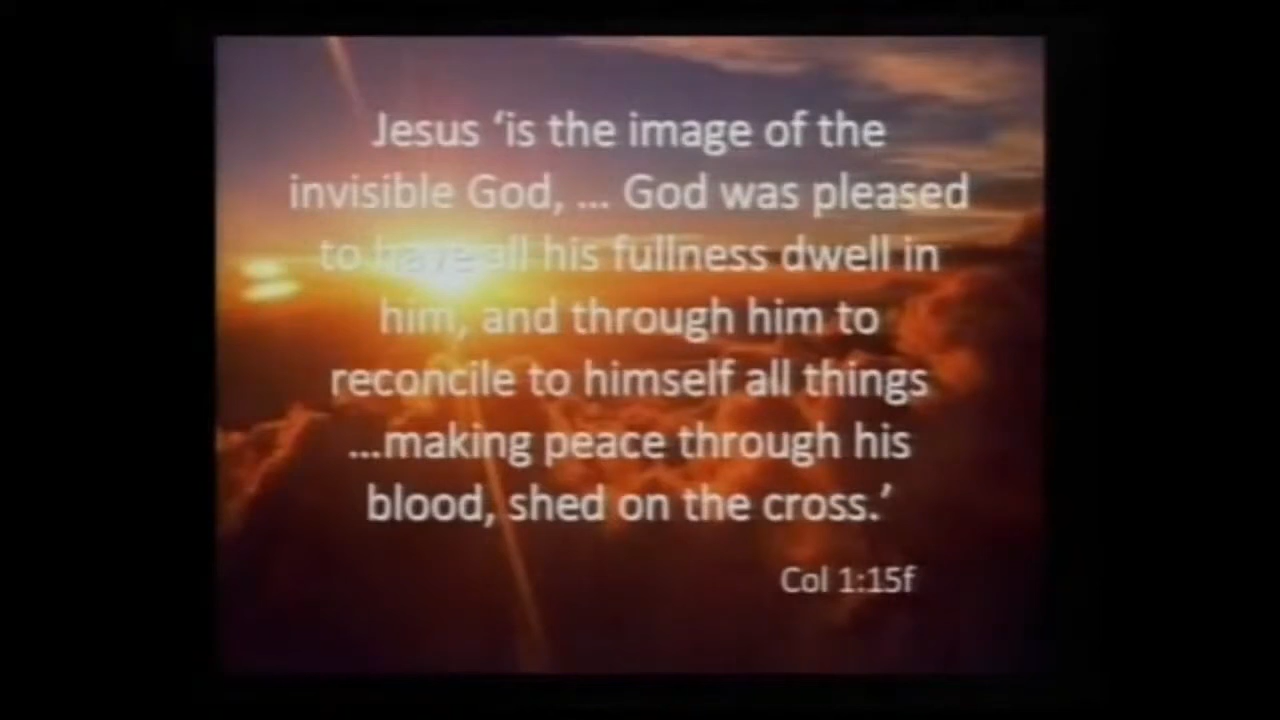 Jesus ‘is the image of the
invisible God, ... God was pleased
to have all his fullness dwell in
him, and through him to
reconcile to himself all things
...making peace through his
blood, shed on the cross.’
Col 1:15f